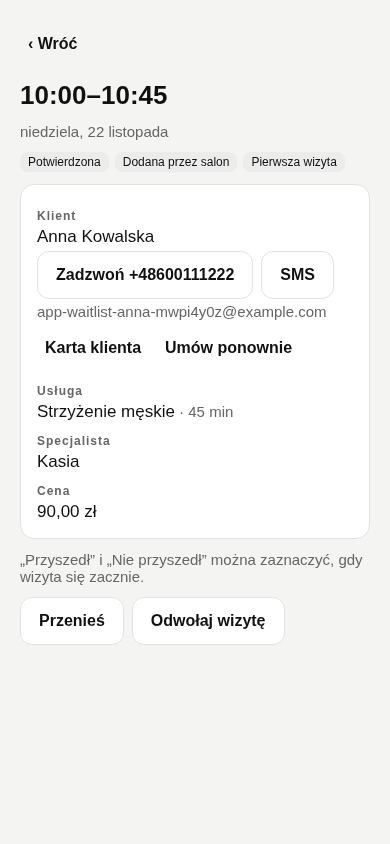 ‹ Wróć
10:00–10:45
niedziela, 22 listopada
Potwierdzona Dodana przez salon Pierwsza wizyta
Klient
Anna Kowalska
Zadzwoń +48600111222 SMS
app-waitlist-anna-mwpi4y0z@example.com
Karta klienta Umów ponownie
Usługa
Strzyżenie męskie · 45 min
Specjalista
Kasia
Cena
90,00 zł
„Przyszedł” i „Nie przyszedł” można zaznaczyć, gdy
wizyta się zacznie.
Przenieś Odwołaj wizytę